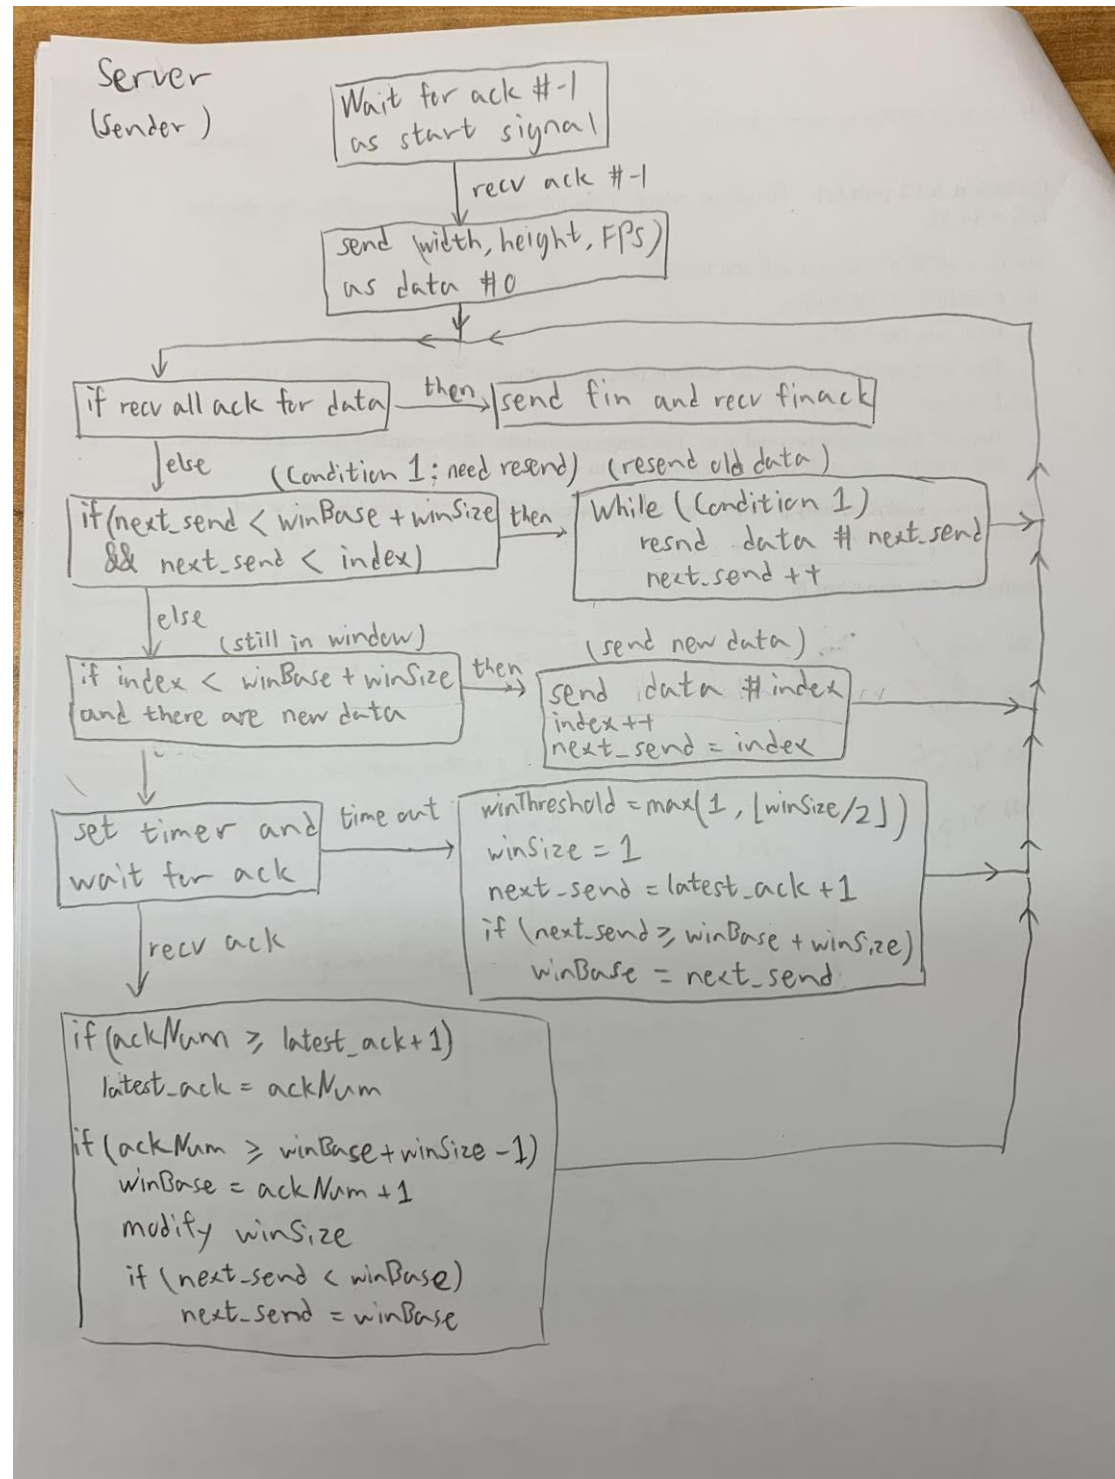 Server
(Sender)
Wait for ack #-1
as start signal
recv ack #-1
send (width, height, FPS)
as data #0
if recv all ack for data
then
send fin and recv finack
else
(Condition 1: need resend)
(resend old data)
if(next_send < winBase + winSize
&& next_send < index)
then
While (Condition 1)
resnd data # next_send
next_send ++
else
(still in window)
(send new data)
if index < winBase + winSize
and there are new data
then
send data # index
index ++
next_send = index
set timer and
wait for ack
time out
winThreshold = max(1, ⌊winSize/2⌋)
winSize = 1
next_send = latest_ack + 1
if (next_send ≥ winBase + winSize)
winBase = next_send
recv ack
if (ackNum ≥ latest_ack + 1)
latest_ack = ackNum
if (ackNum ≥ winBase + winSize - 1)
winBase = ackNum + 1
modify winSize
if (next_send < winBase)
next_send = winBase